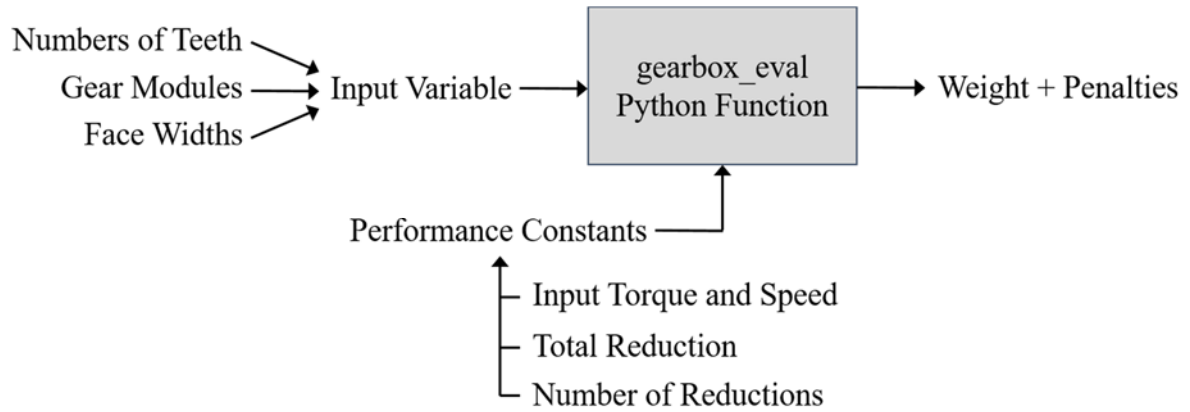 Numbers of Teeth
Gear Modules
Face Widths
Input Variable
gearbox_eval
Python Function
Weight + Penalties
Performance Constants
Input Torque and Speed
Total Reduction
Number of Reductions